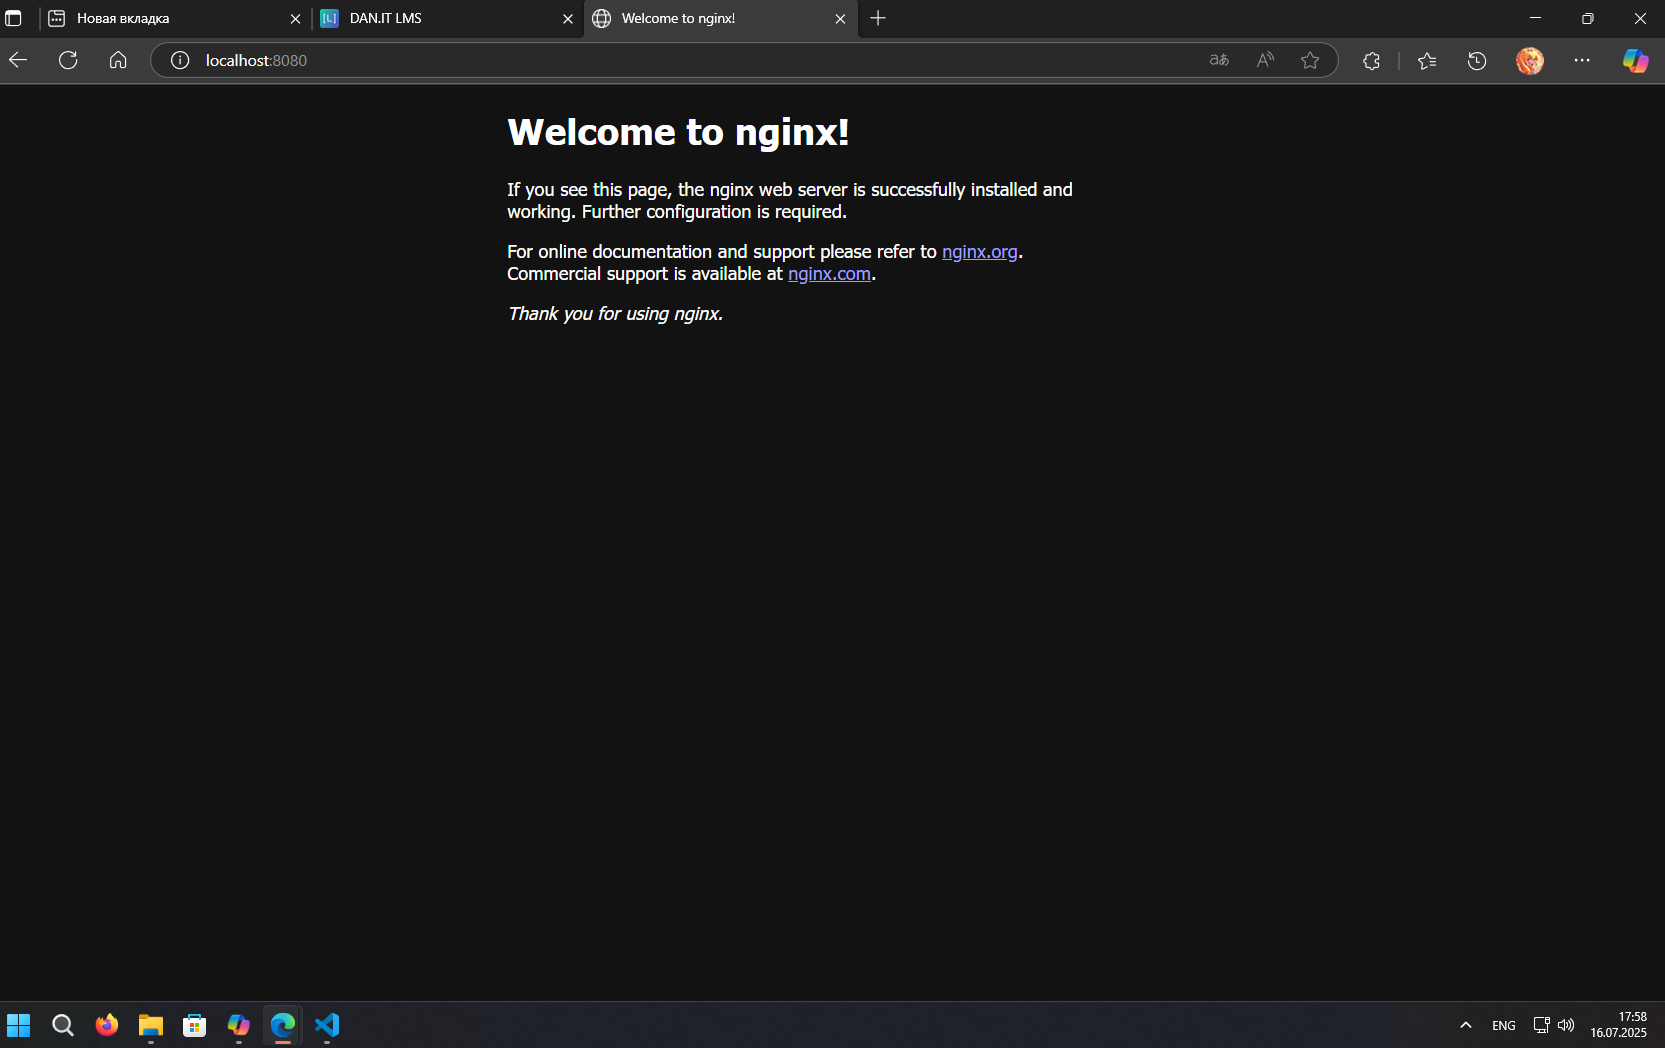 Новая вкладка
DAN.IT LMS
Welcome to nginx!
localhost:8080
Welcome to nginx!
If you see this page, the nginx web server is successfully installed and
working. Further configuration is required.
For online documentation and support please refer to nginx.org.
Commercial support is available at nginx.com.
Thank you for using nginx.
ENG
17:58
16.07.2025